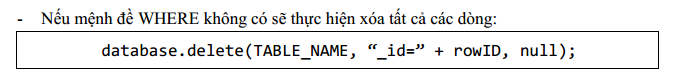 - Nếu mệnh đề WHERE không có sẽ thực hiện xóa tất cả các dòng:
database.delete(TABLE_NAME, “_id=” + rowID, null);